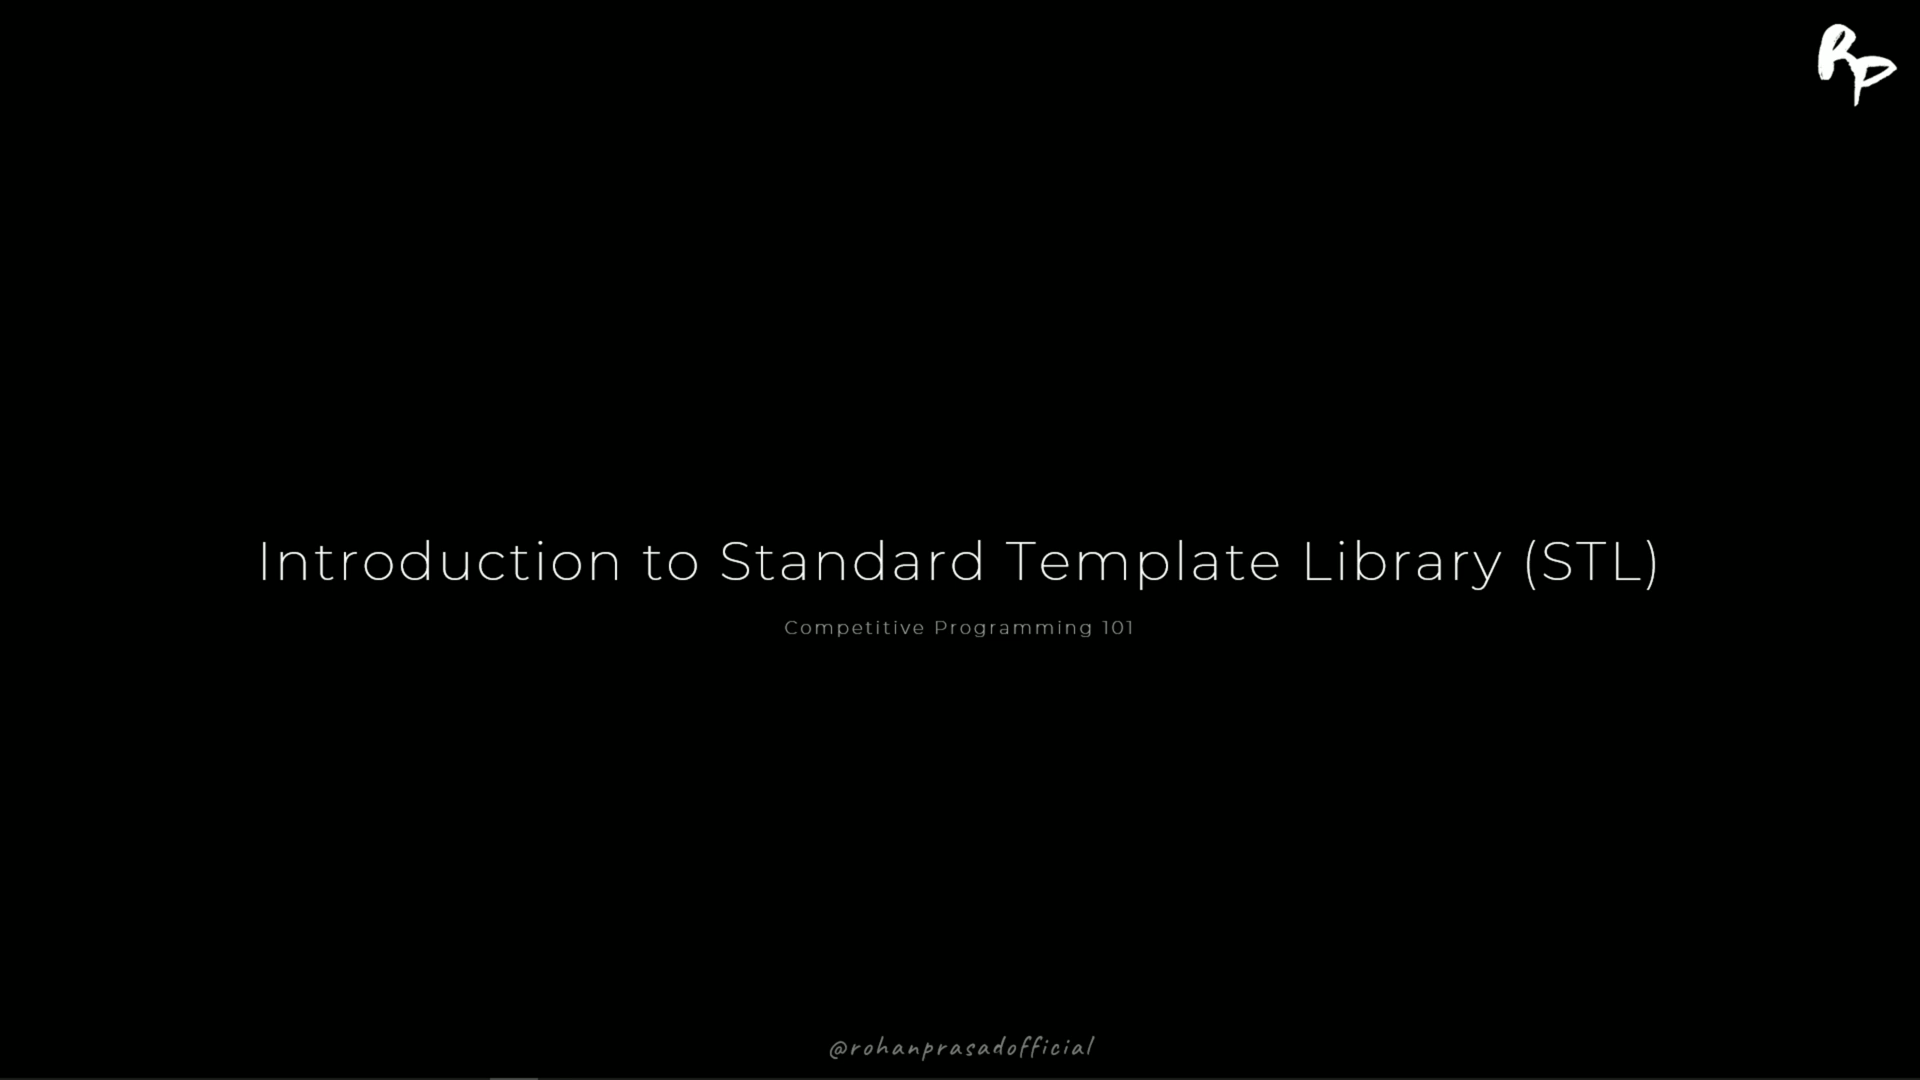 RP
Introduction to Standard Template Library (STL)
Competitive Programming 101
@rohanprasadofficial